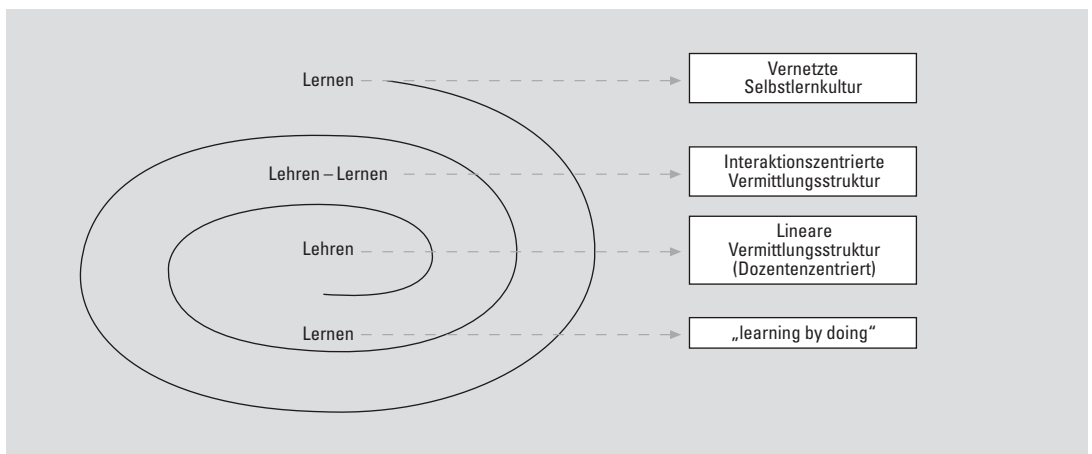 Lernen
Vernetzte
Selbstlernkultur
Lehren – Lernen
Interaktionszentrierte
Vermittlungsstruktur
Lehren
Lineare
Vermittlungsstruktur
(Dozentenzentriert)
Lernen
„learning by doing“